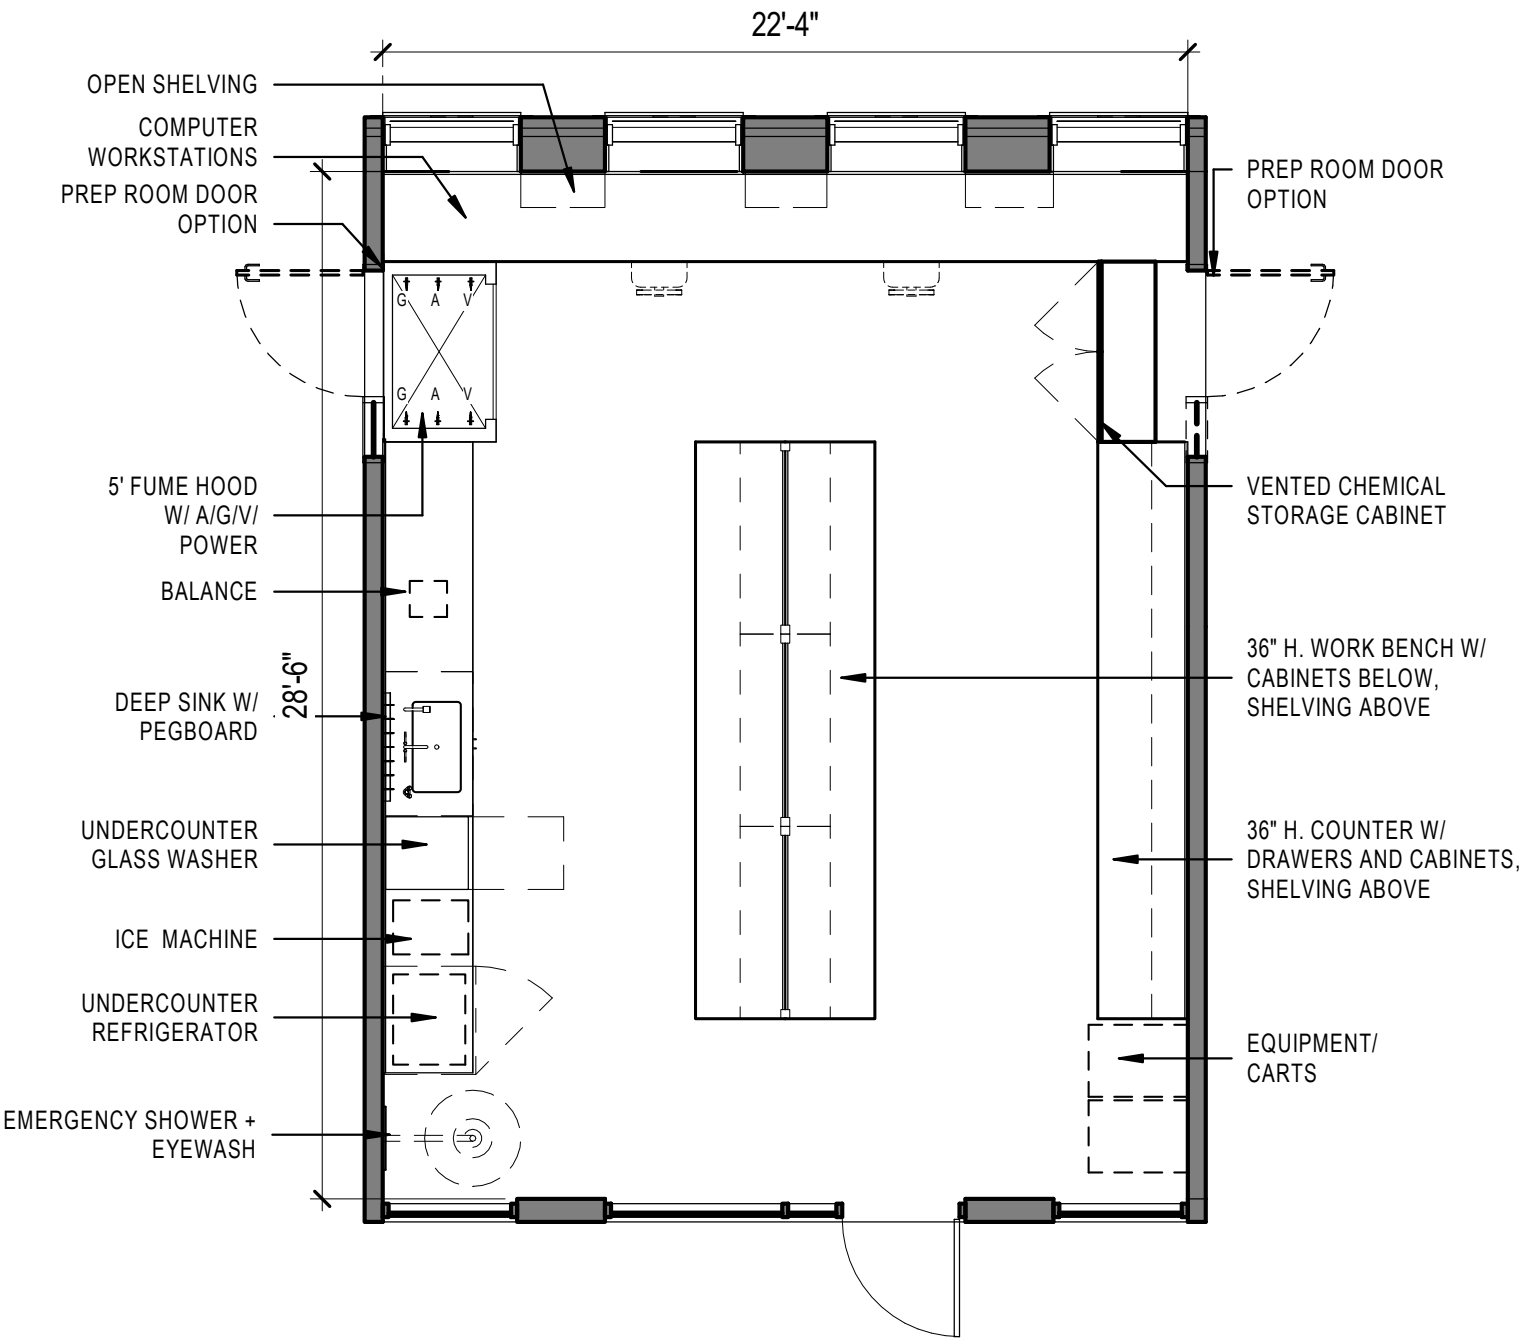 22'-4"
OPEN SHELVING
COMPUTER
WORKSTATIONS
PREP ROOM DOOR
OPTION
PREP ROOM DOOR
OPTION
G A V
G A V
5' FUME HOOD
W/ A/G/V/
POWER
VENTED CHEMICAL
STORAGE CABINET
BALANCE
28'-6"
DEEP SINK W/
PEGBOARD
36" H. WORK BENCH W/
CABINETS BELOW,
SHELVING ABOVE
UNDERCOUNTER
GLASS WASHER
36" H. COUNTER W/
DRAWERS AND CABINETS,
SHELVING ABOVE
ICE MACHINE
UNDERCOUNTER
REFRIGERATOR
EQUIPMENT/
CARTS
EMERGENCY SHOWER +
EYEWASH